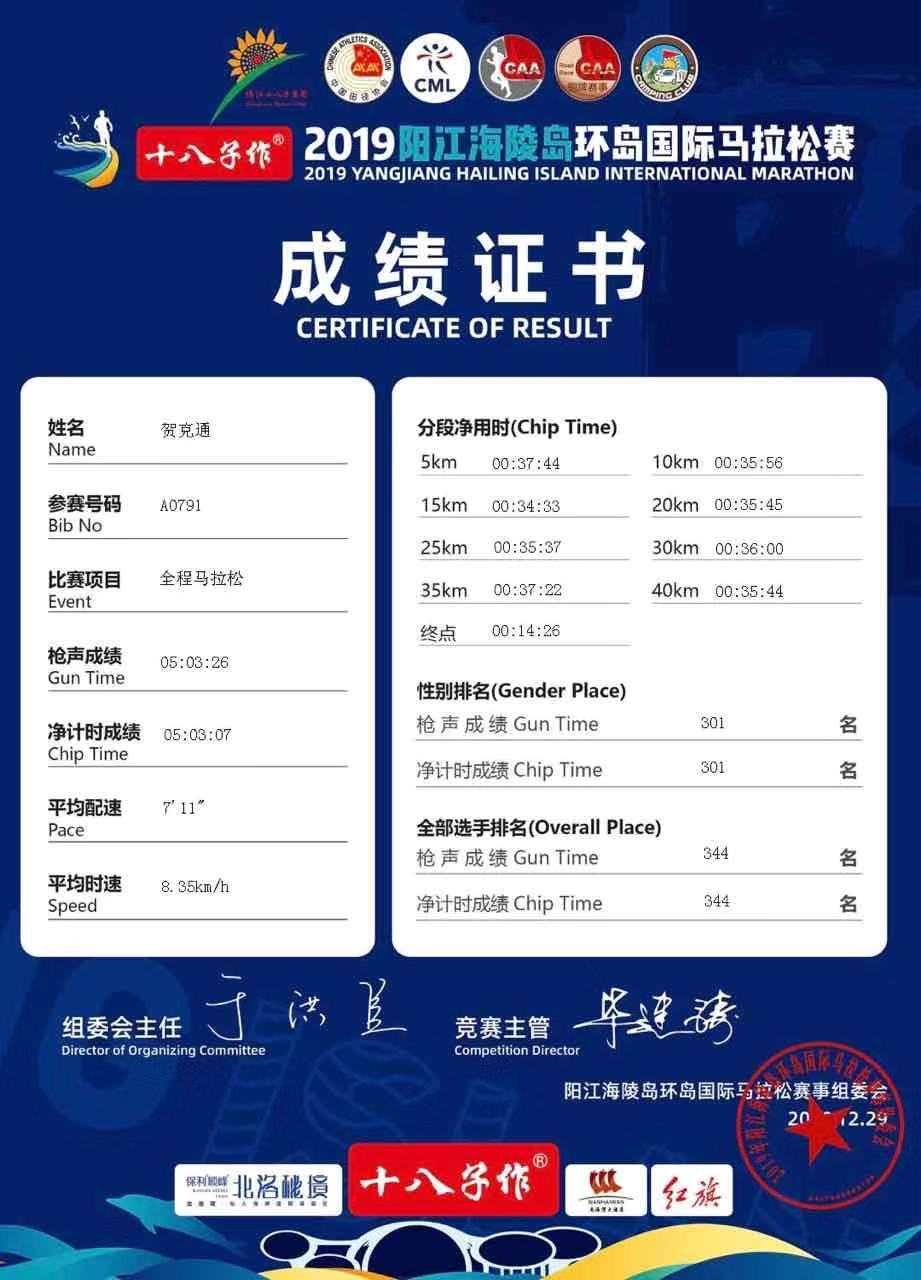 CHINESE ATHLETICS ASSOCIATION
中国田径协会
CML
CAA
Road Race CAA
铜牌赛事
CAMPING CLUB
十八子作®
2019阳江海陵岛环岛国际马拉松赛
2019 YANGJIANG HAILING ISLAND INTERNATIONAL MARATHON
成绩证书
CERTIFICATE OF RESULT
姓名 贺克通
Name
参赛号码 A0791
Bib No
比赛项目 全程马拉松
Event
枪声成绩 05:03:26
Gun Time
净计时成绩 05:03:07
Chip Time
平均配速 7'11"
Pace
平均时速 8.35km/h
Speed
分段净用时(Chip Time)
5km 00:37:44 10km 00:35:56
15km 00:34:33 20km 00:35:45
25km 00:35:37 30km 00:36:00
35km 00:37:22 40km 00:35:44
终点 00:14:26
性别排名(Gender Place)
枪声成绩 Gun Time 301 名
净计时成绩 Chip Time 301 名
全部选手排名(Overall Place)
枪声成绩 Gun Time 344 名
净计时成绩 Chip Time 344 名
组委会主任
Director of Organizing Committee
竞赛主管 毕建涛
Competition Director
阳江海陵岛环岛国际马拉松赛事组委会
12.29
保利 顺峰 北洛秘境
十八子作®
红旗